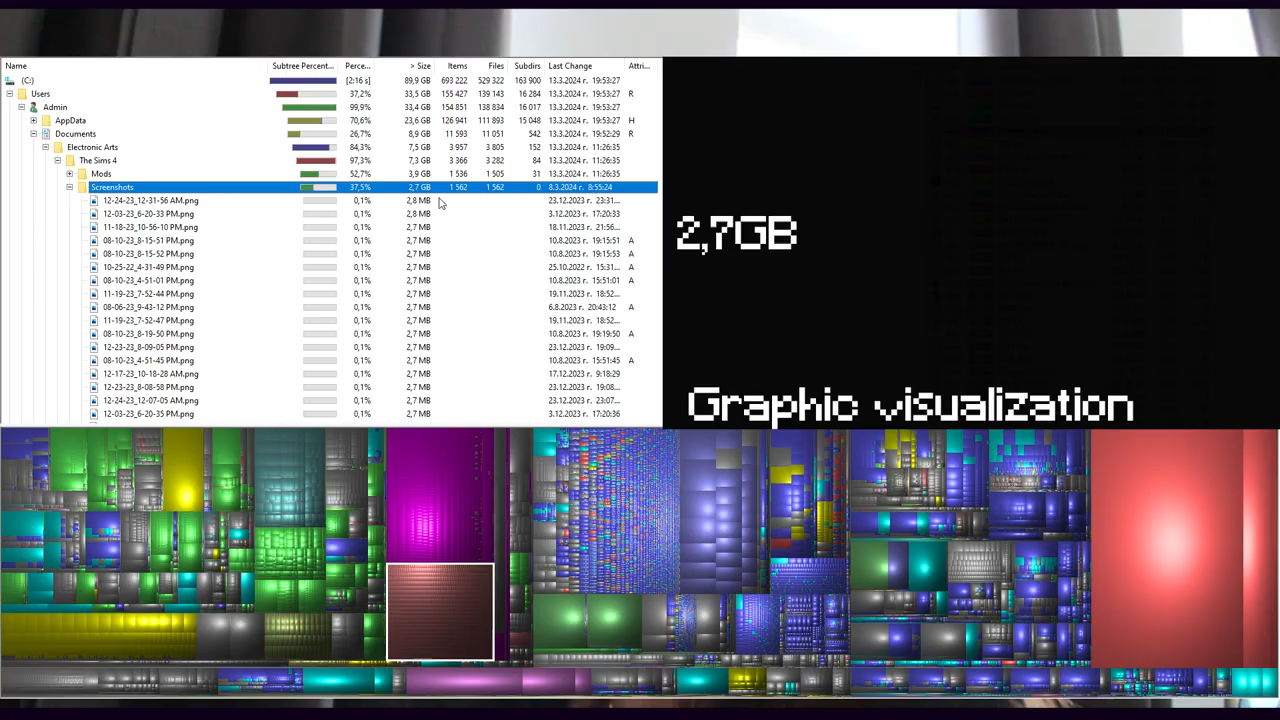 Name Subtree Percent... Perce... > Size Items Files Subdirs Last Change Attri...
(C:) [2:16 s] 89,9 GB 693 222 529 322 163 900 13.3.2024 г. 19:53:27
Users 37,2% 33,5 GB 155 427 139 143 16 284 13.3.2024 г. 19:53:27 R
Admin 99,9% 33,4 GB 154 851 138 834 16 017 13.3.2024 г. 19:53:27
AppData 70,6% 23,6 GB 126 941 111 893 15 048 13.3.2024 г. 19:53:27 H
Documents 26,7% 8,9 GB 11 593 11 051 542 13.3.2024 г. 19:52:29 R
Electronic Arts 84,3% 7,5 GB 3 957 3 805 152 13.3.2024 г. 11:26:35
The Sims 4 97,3% 7,3 GB 3 366 3 282 84 13.3.2024 г. 11:26:35
Mods 52,7% 3,9 GB 1 536 1 505 31 13.3.2024 г. 11:26:35
Screenshots 37,5% 2,7 GB 1 562 1 562 0 8.3.2024 г. 8:55:24
12-24-23_12-31-56 AM.png 0,1% 2,8 MB 23.12.2023 г. 23:31...
12-03-23_6-20-33 PM.png 0,1% 2,8 MB 3.12.2023 г. 17:20:33
11-18-23_10-56-10 PM.png 0,1% 2,7 MB 18.11.2023 г. 21:56...
08-10-23_8-15-51 PM.png 0,1% 2,7 MB 10.8.2023 г. 19:15:51 A
08-10-23_8-15-52 PM.png 0,1% 2,7 MB 10.8.2023 г. 19:15:53 A
10-25-22_4-31-49 PM.png 0,1% 2,7 MB 25.10.2022 г. 15:31...
08-10-23_4-51-01 PM.png 0,1% 2,7 MB 10.8.2023 г. 15:51:01 A
11-19-23_7-52-44 PM.png 0,1% 2,7 MB 19.11.2023 г. 18:52...
08-06-23_9-43-12 PM.png 0,1% 2,7 MB 6.8.2023 г. 20:43:12 A
11-19-23_7-52-47 PM.png 0,1% 2,7 MB 19.11.2023 г. 18:52...
08-10-23_8-19-50 PM.png 0,1% 2,7 MB 10.8.2023 г. 19:19:50 A
12-23-23_8-09-05 PM.png 0,1% 2,7 MB 23.12.2023 г. 19:09...
08-10-23_4-51-45 PM.png 0,1% 2,7 MB 10.8.2023 г. 15:51:45 A
12-17-23_10-18-28 AM.png 0,1% 2,7 MB 17.12.2023 г. 9:18:29
12-23-23_8-08-58 PM.png 0,1% 2,7 MB 23.12.2023 г. 19:08...
12-24-23_12-07-05 AM.png 0,1% 2,7 MB 23.12.2023 г. 23:07...
12-03-23_6-20-35 PM.png 0,1% 2,7 MB 3.12.2023 г. 17:20:36
2,7GB
Graphic visualization